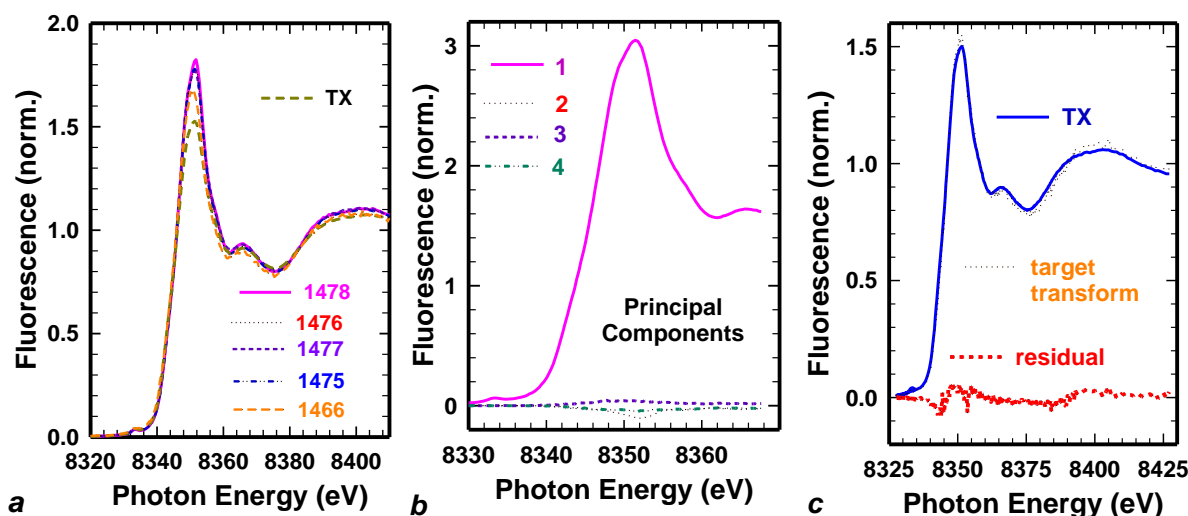 2.0
1.5
1.0
0.5
0.0
Fluorescence (norm.)
TX
1478
1476
1477
1475
1466
8320 8340 8360 8380 8400
Photon Energy (eV)
a
3
2
1
0
Fluorescence (norm.)
1
2
3
4
Principal
Components
8330 8340 8350 8360
Photon Energy (eV)
b
1.5
1.0
0.5
0.0
Fluorescence (norm.)
TX
target
transform
residual
8325 8350 8375 8400 8425
Photon Energy (eV)
c